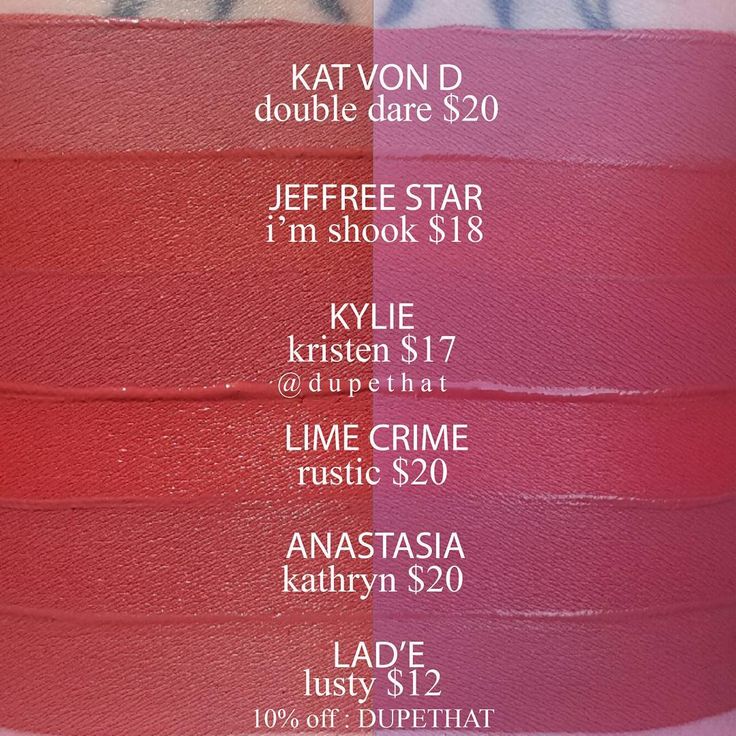 KAT VON D
double dare $20
JEFFREE STAR
i'm shook $18
KYLIE
kristen $17
@dupethat
LIME CRIME
rustic $20
ANASTASIA
kathryn $20
LAD'E
lusty $12
10% off : DUPETHAT